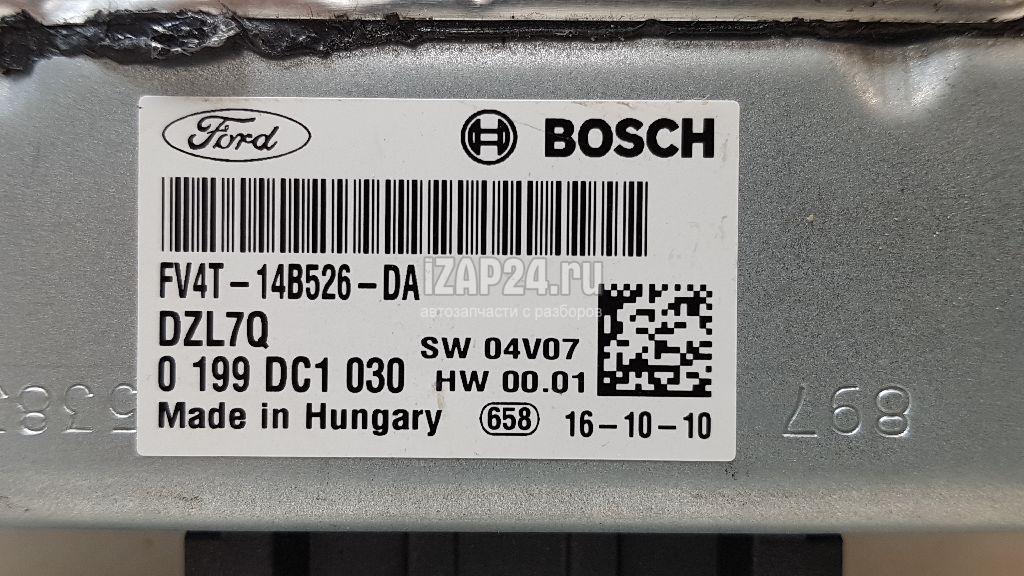 Ford BOSCH
FV4T-14B526-DA
iZAP24.ru
автозапчасти с разборов
DZL7Q
SW 04V07
0 199 DC1 030
HW 00.01
Made in Hungary 658 16-10-10
897